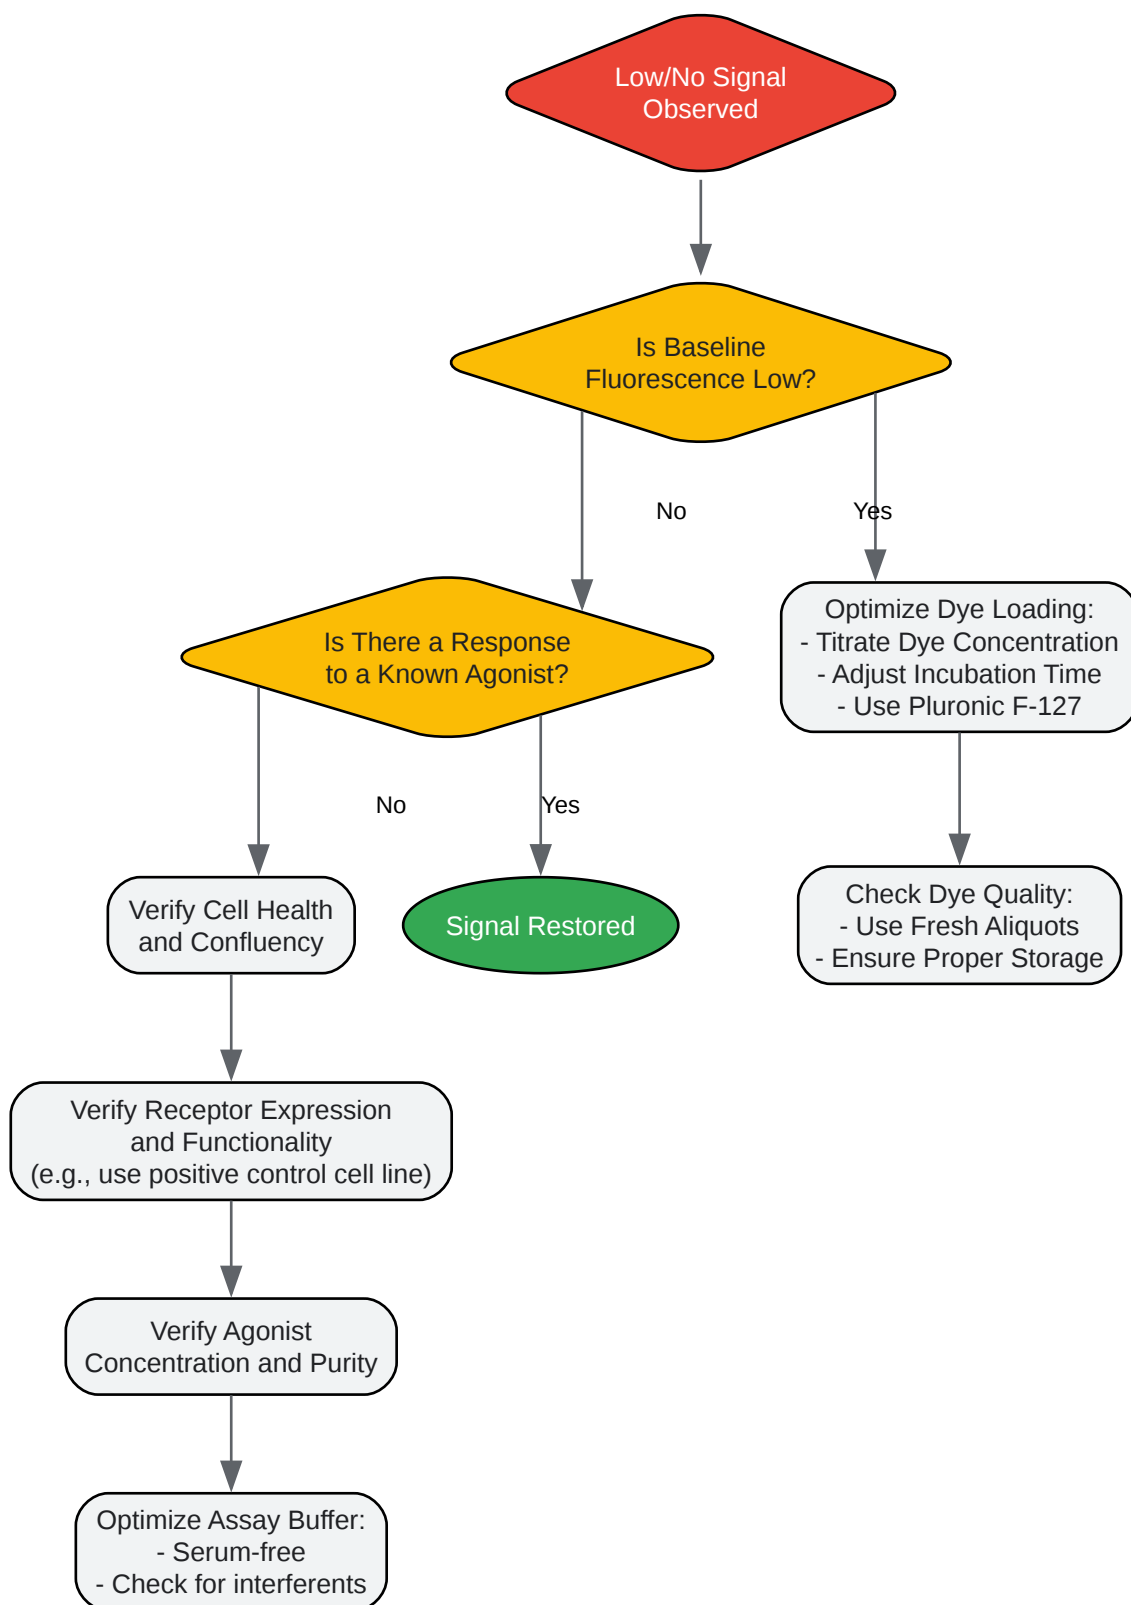 Low/No Signal
Observed
Is Baseline
Fluorescence Low?
No
Yes
Is There a Response
to a Known Agonist?
Optimize Dye Loading:
- Titrate Dye Concentration
- Adjust Incubation Time
- Use Pluronic F-127
No
Yes
Verify Cell Health
and Confluency
Signal Restored
Check Dye Quality:
- Use Fresh Aliquots
- Ensure Proper Storage
Verify Receptor Expression
and Functionality
(e.g., use positive control cell line)
Verify Agonist
Concentration and Purity
Optimize Assay Buffer:
- Serum-free
- Check for interferents